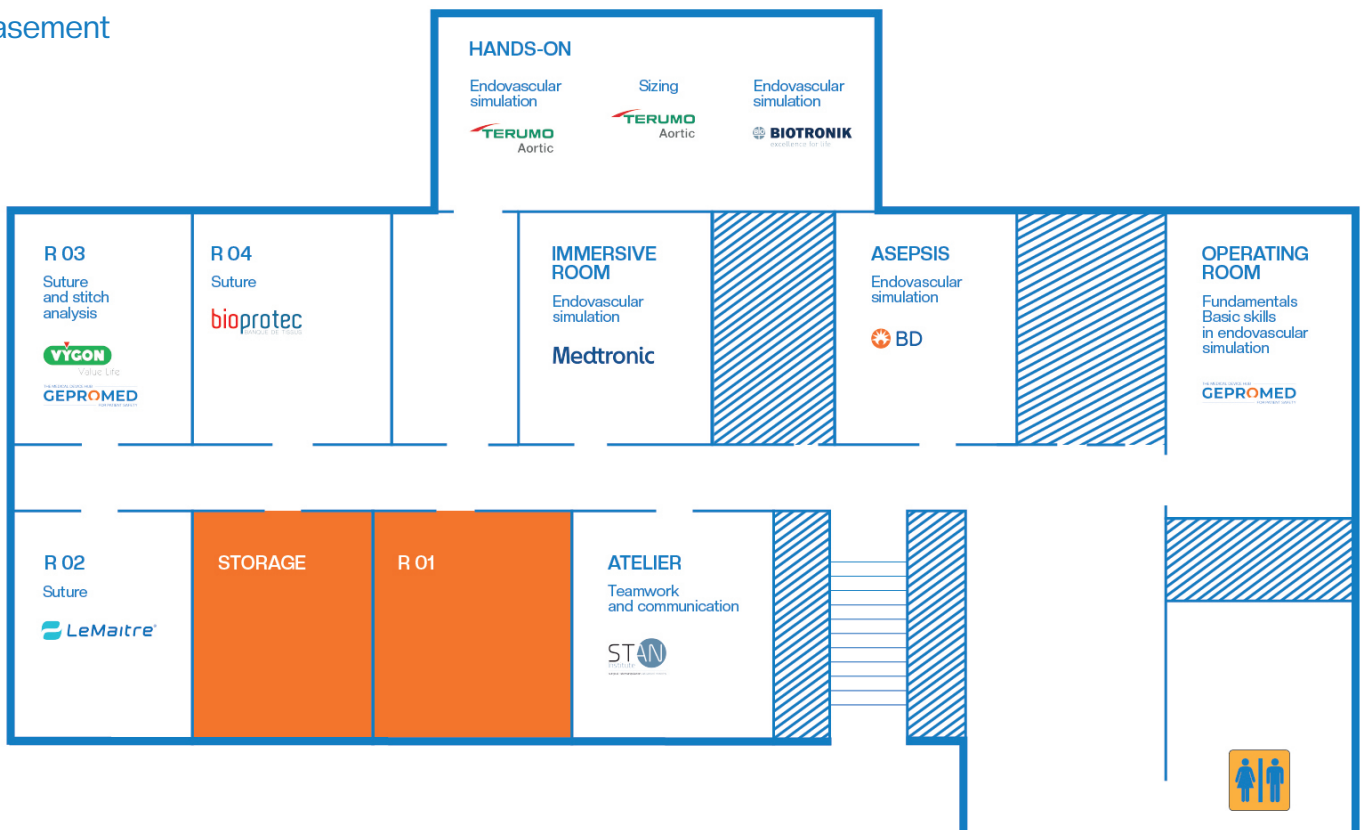 asement
HANDS-ON
Endovascular
simulation
TERUMO
Aortic
Sizing
TERUMO
Aortic
Endovascular
simulation
BIOTRONIK
excellence for life
R 03
Suture
and stitch
analysis
VYGON
Value Life
GEPROMED
R 04
Suture
bioprotec
IMMERSIVE
ROOM
Endovascular
simulation
Medtronic
ASEPSIS
Endovascular
simulation
BD
OPERATING
ROOM
Fundamentals
Basic skills
in endovascular
simulation
GEPROMED
R 02
Suture
LeMaitre
STORAGE
R 01
ATELIER
Teamwork
and communication
STAN
Institute